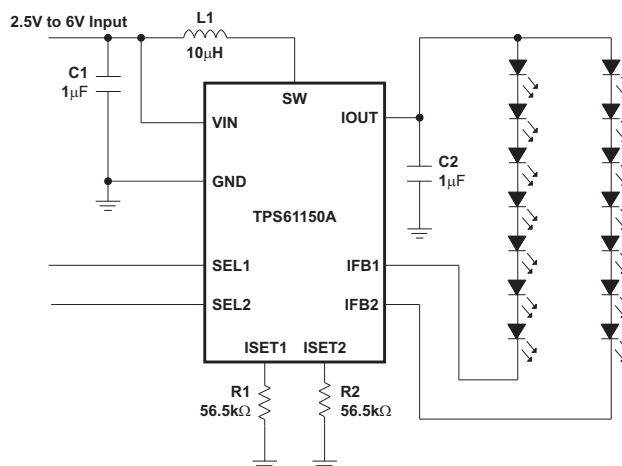 2.5V to 6V Input
L1
10μH
C1
1μF
SW
VIN
IOUT
C2
1μF
GND
TPS61150A
SEL1
IFB1
SEL2
IFB2
ISET1
ISET2
R1
56.5kΩ
R2
56.5kΩ